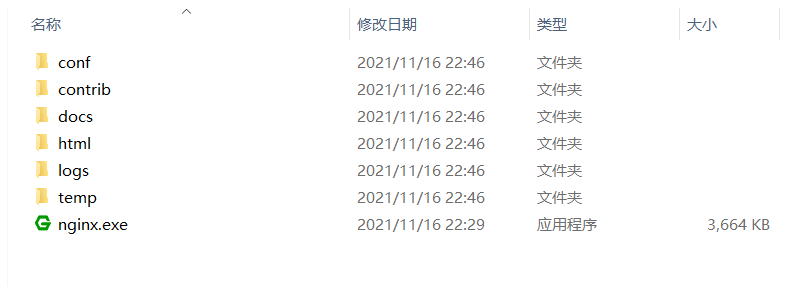 名称 修改日期 类型 大小
conf 2021/11/16 22:46 文件夹
contrib 2021/11/16 22:46 文件夹
docs 2021/11/16 22:46 文件夹
html 2021/11/16 22:46 文件夹
logs 2021/11/16 22:46 文件夹
temp 2021/11/16 22:46 文件夹
nginx.exe 2021/11/16 22:29 应用程序 3,664 KB